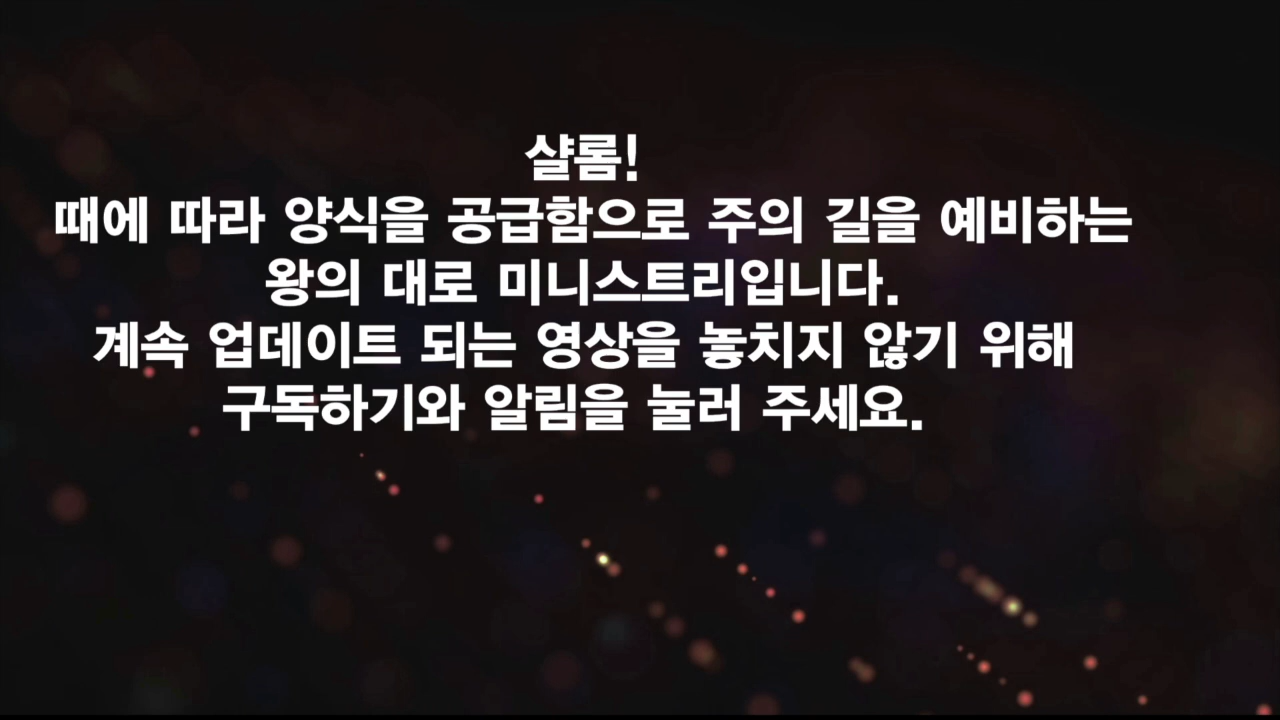 샬롬!
때에 따라 양식을 공급함으로 주의 길을 예비하는
왕의 대로 미니스트리입니다.
계속 업데이트 되는 영상을 놓치지 않기 위해
구독하기와 알림을 눌러 주세요.